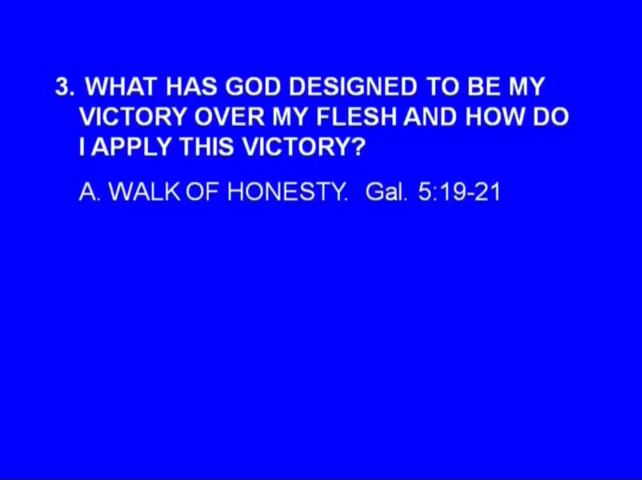 3. WHAT HAS GOD DESIGNED TO BE MY
VICTORY OVER MY FLESH AND HOW DO
I APPLY THIS VICTORY?
A. WALK OF HONESTY. Gal. 5:19-21